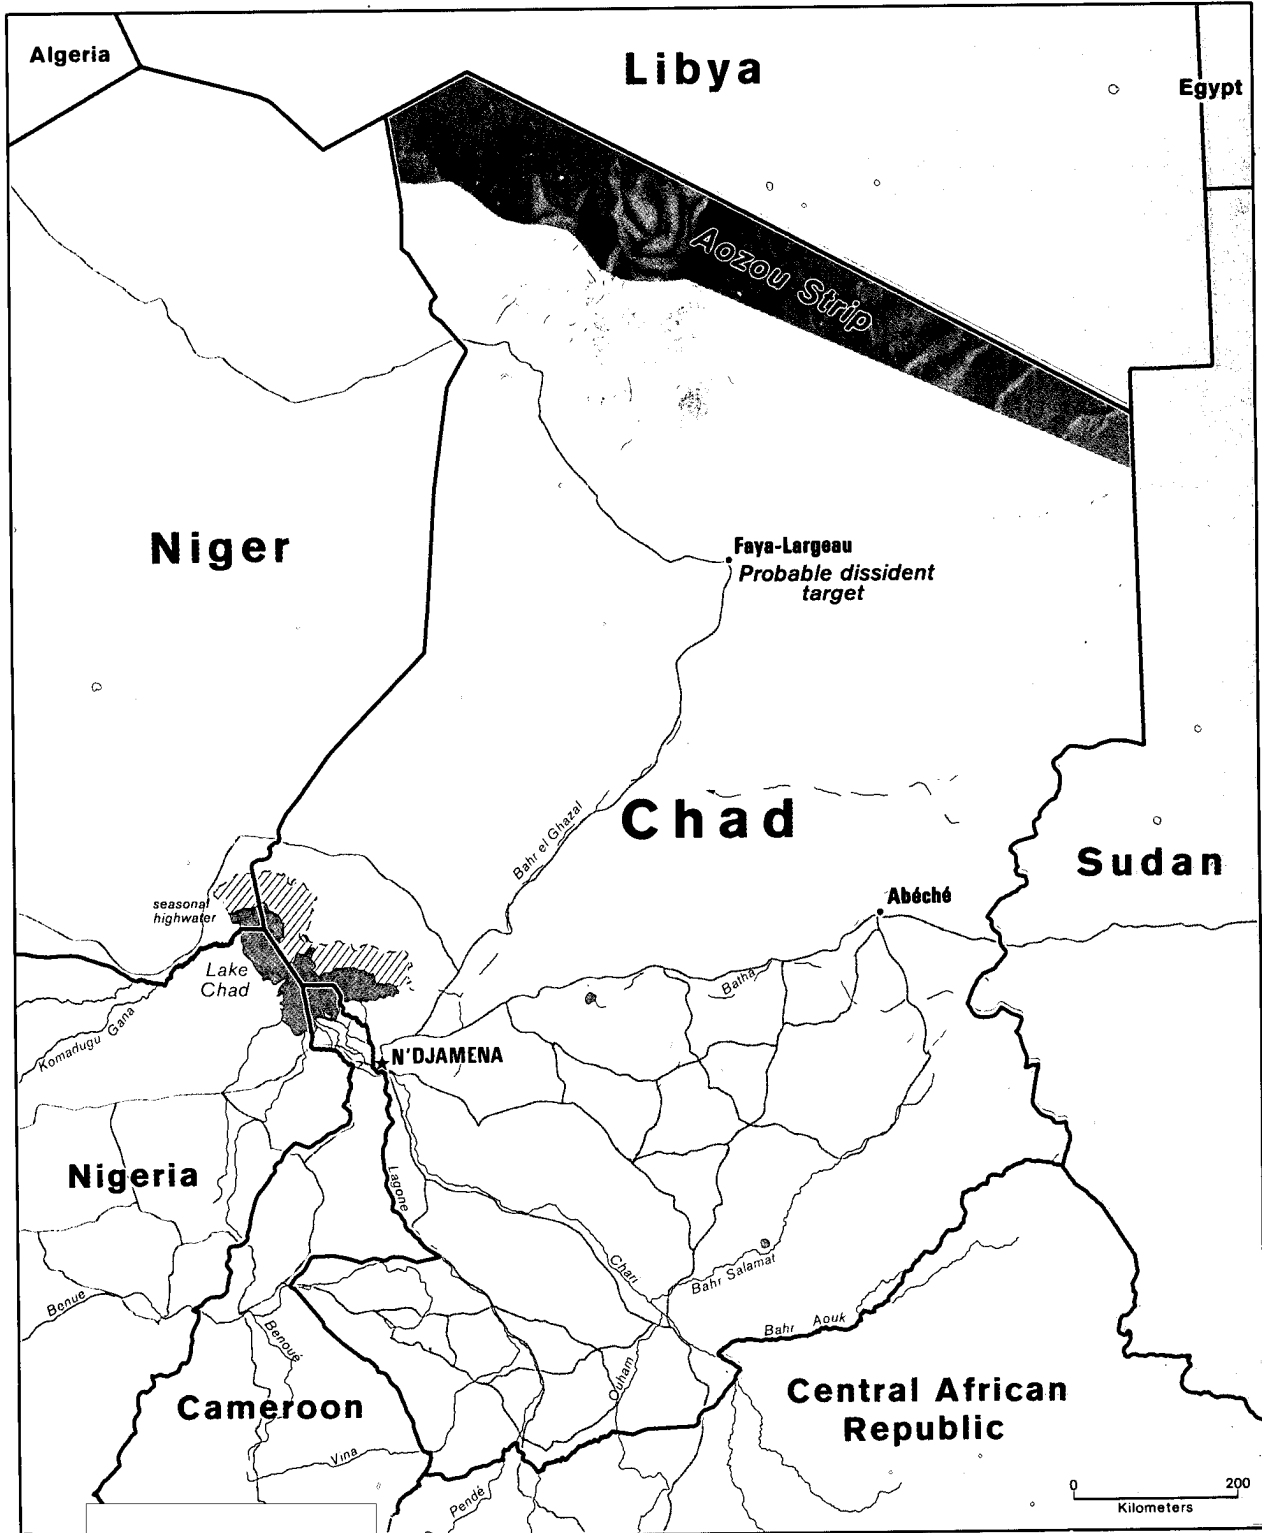 Algeria
Libya
Egypt
Aozou Strip
Niger
Faya-Largeau
Probable dissident
target
Bahr el Ghazal
Chad
Sudan
Abéché
seasonal
highwater
Lake
Chad
Batha
Komadugu Gana
N'DJAMENA
Nigeria
Lagone
Chari
Bahr Salamat
Benue
Benoué
Bahr Aouk
Ouham
Cameroon
Central African
Republic
Vina
Pendé
0 200
Kilometers